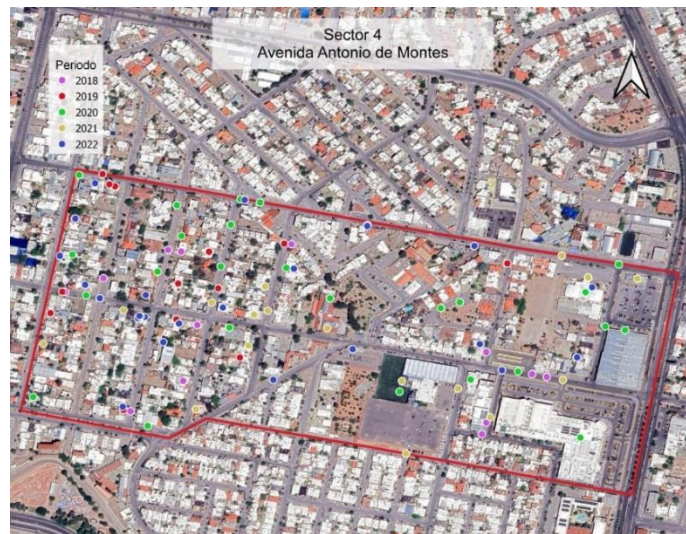 Sector 4
Avenida Antonio de Montes
N
Periodo
2018
2019
2020
2021
2022